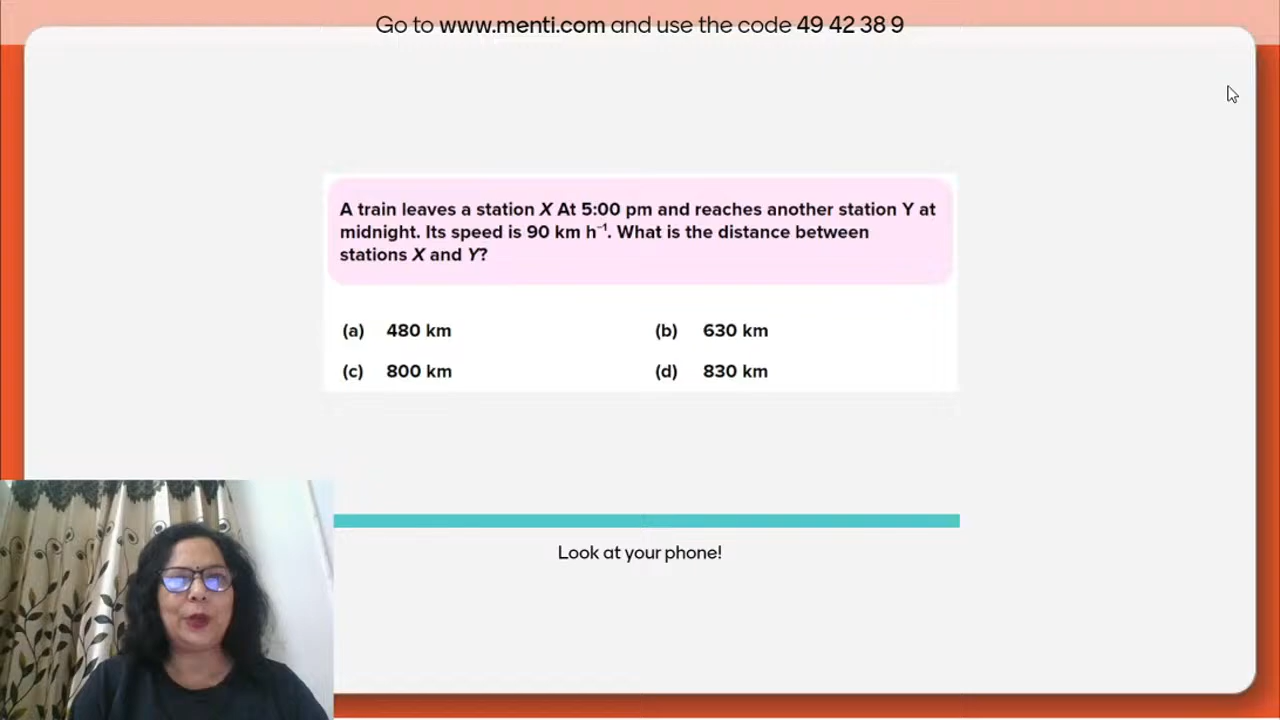 Go to www.menti.com and use the code 49 42 38 9
A train leaves a station X At 5:00 pm and reaches another station Y at
midnight. Its speed is 90 km h⁻¹. What is the distance between
stations X and Y?
(a) 480 km (b) 630 km
(c) 800 km (d) 830 km
Look at your phone!